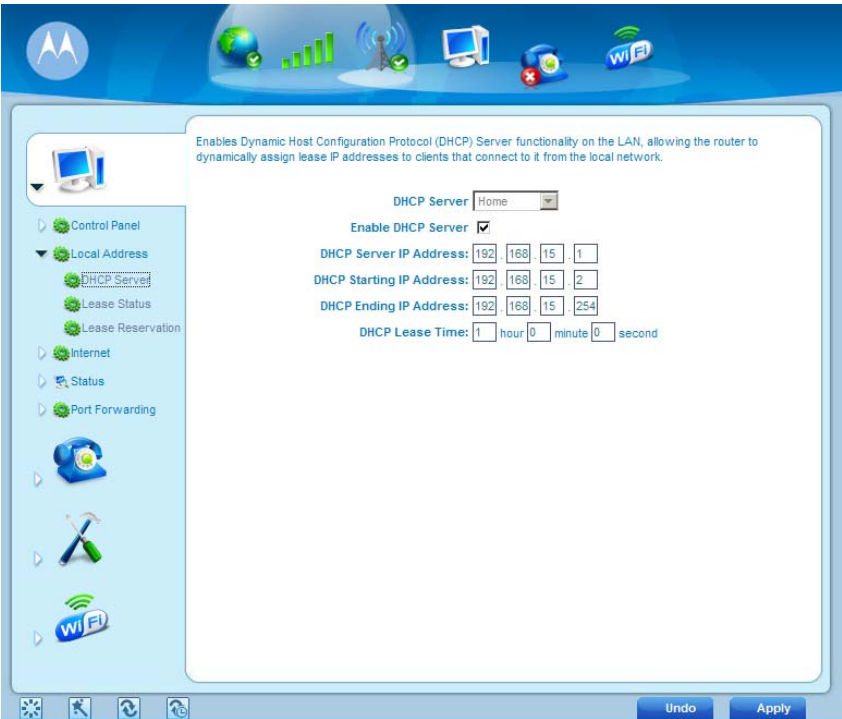 WiFi
Enables Dynamic Host Configuration Protocol (DHCP) Server functionality on the LAN, allowing the router to
dynamically assign lease IP addresses to clients that connect to it from the local network.
Control Panel
Local Address
DHCP Server
Lease Status
Lease Reservation
Internet
Status
Port Forwarding
WiFi
DHCP Server Home
Enable DHCP Server
DHCP Server IP Address: 192 . 168 . 15 . 1
DHCP Starting IP Address: 192 . 168 . 15 . 2
DHCP Ending IP Address: 192 . 168 . 15 . 254
DHCP Lease Time: 1 hour 0 minute 0 second
Undo Apply